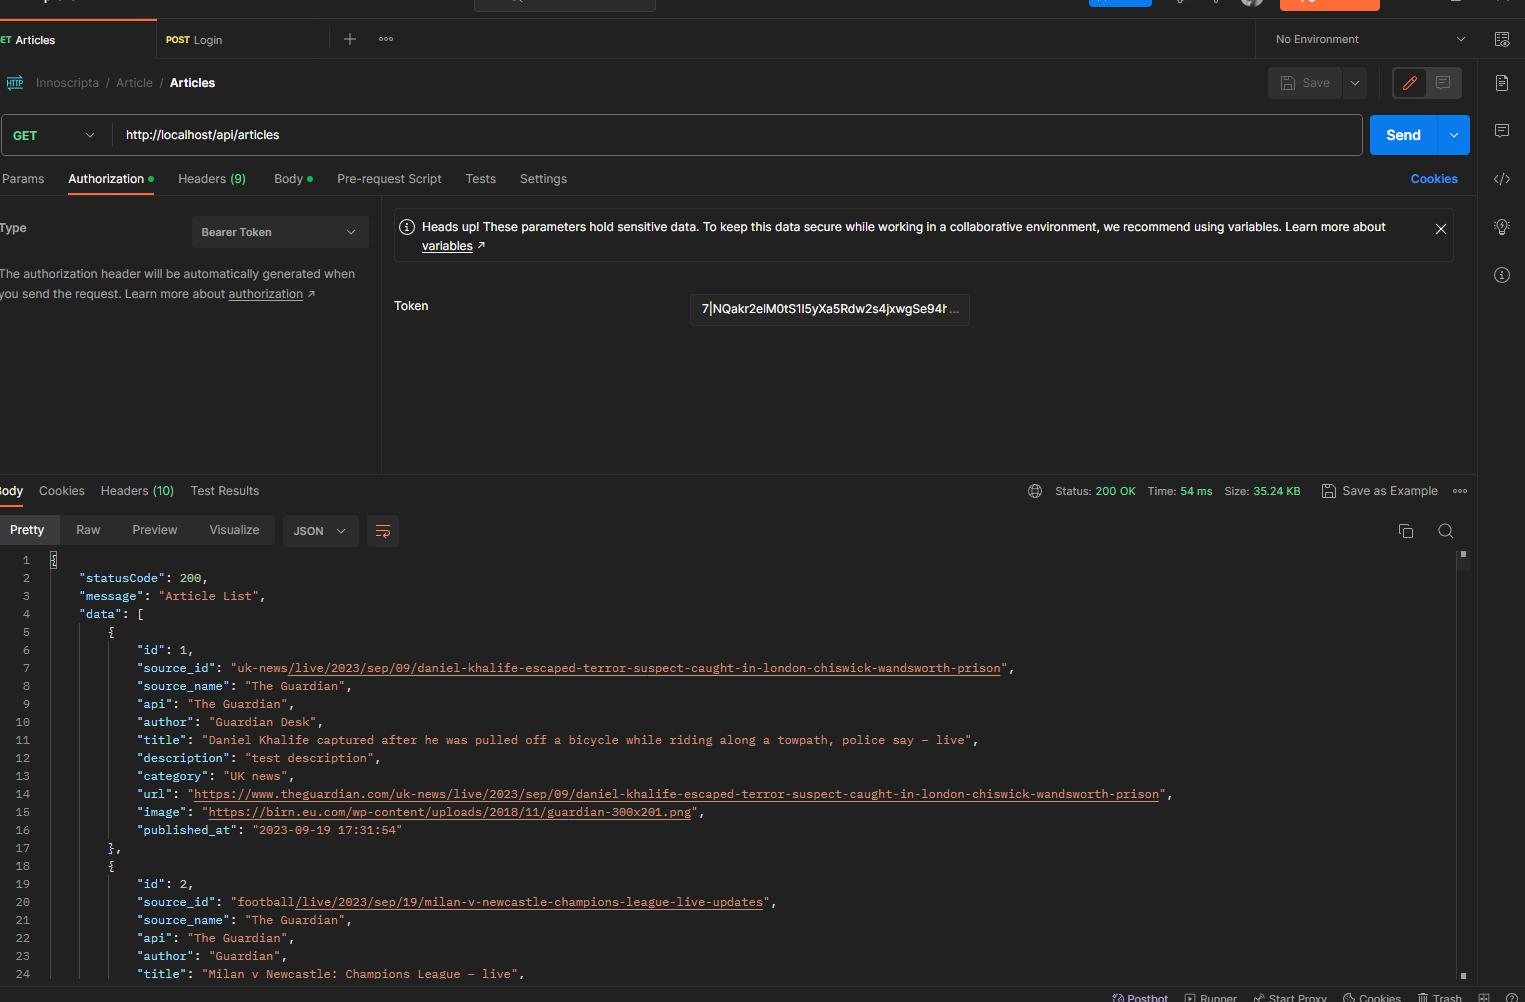 ET Articles
POST Login
No Environment
HTTP Innoscripta / Article / Articles
Save
GET
http://localhost/api/articles
Send
Params Authorization Headers (9) Body Pre-request Script Tests Settings
Cookies
Type
Bearer Token
The authorization header will be automatically generated when
you send the request. Learn more about authorization ↗
Heads up! These parameters hold sensitive data. To keep this data secure while working in a collaborative environment, we recommend using variables. Learn more about
variables ↗
Token
7|NQakr2elM0tS1I5yXa5Rdw2s4jxwgSe94h...
Body Cookies Headers (10) Test Results
Status: 200 OK Time: 54 ms Size: 35.24 KB
Save as Example
Pretty Raw Preview Visualize JSON
1 {
2 "statusCode": 200,
3 "message": "Article List",
4 "data": [
5 {
6 "id": 1,
7 "source_id": "uk-news/live/2023/sep/09/daniel-khalife-escaped-terror-suspect-caught-in-london-chiswick-wandsworth-prison",
8 "source_name": "The Guardian",
9 "api": "The Guardian",
10 "author": "Guardian Desk",
11 "title": "Daniel Khalife captured after he was pulled off a bicycle while riding along a towpath, police say – live",
12 "description": "test description",
13 "category": "UK news",
14 "url": "https://www.theguardian.com/uk-news/live/2023/sep/09/daniel-khalife-escaped-terror-suspect-caught-in-london-chiswick-wandsworth-prison",
15 "image": "https://birn.eu.com/wp-content/uploads/2018/11/guardian-300x201.png",
16 "published_at": "2023-09-19 17:31:54"
17 },
18 {
19 "id": 2,
20 "source_id": "football/live/2023/sep/19/milan-v-newcastle-champions-league-live-updates",
21 "source_name": "The Guardian",
22 "api": "The Guardian",
23 "author": "Guardian",
24 "title": "Milan v Newcastle: Champions League – live",
Postbot Runner Start Proxy Cookies Trash